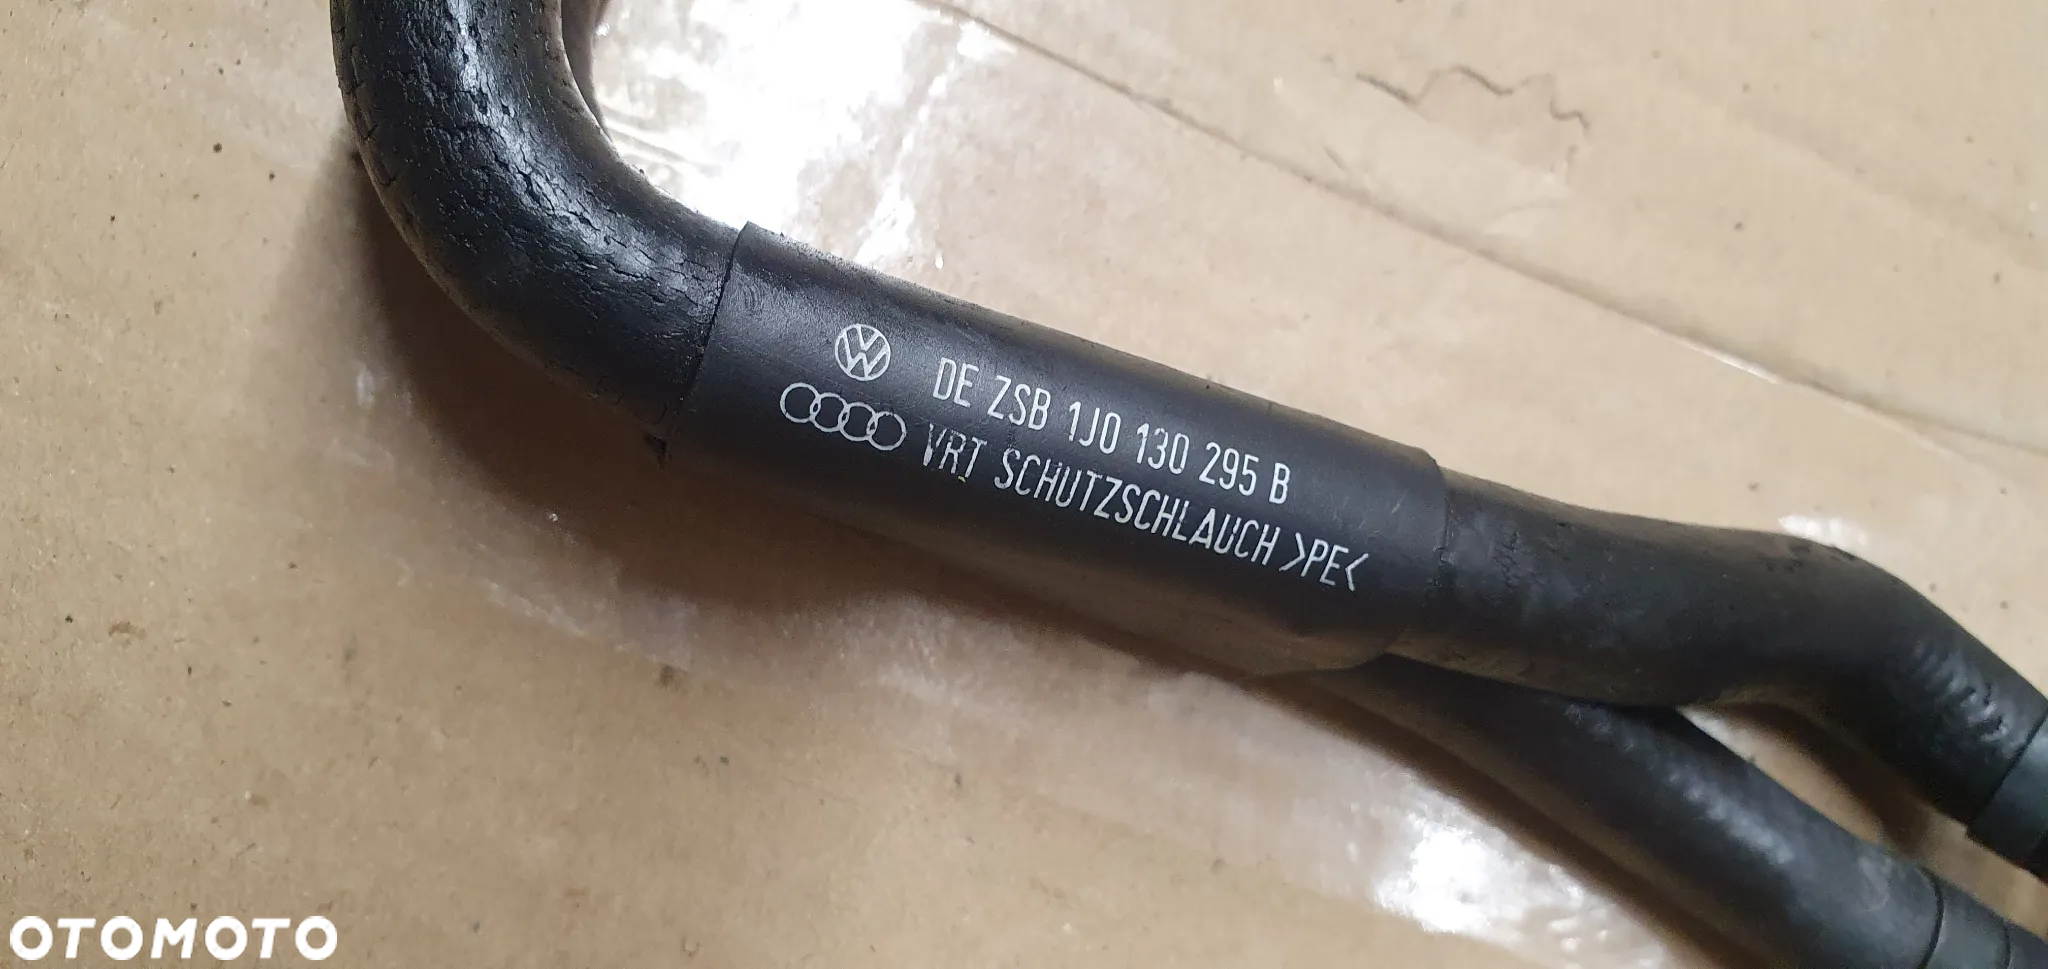 DE ZSB 1J0 130 295 B
VRT SCHUTZSCHLAUCH >PE<
OTOMOTO